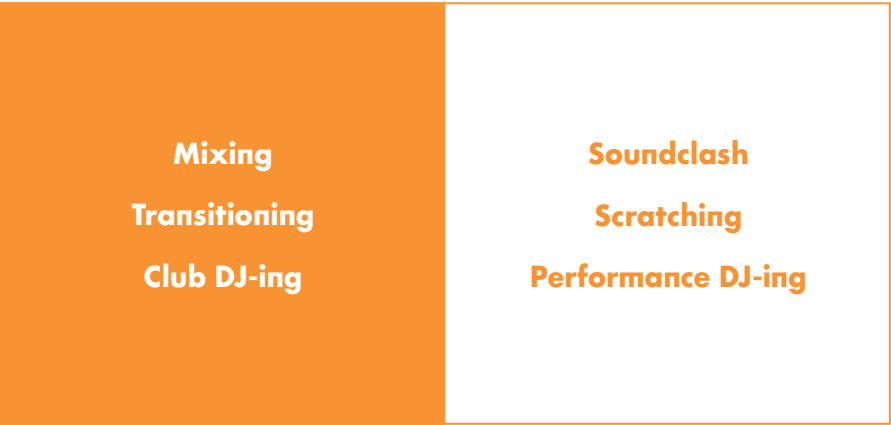 Mixing
Transitioning
Club DJ-ing
Soundclash
Scratching
Performance DJ-ing